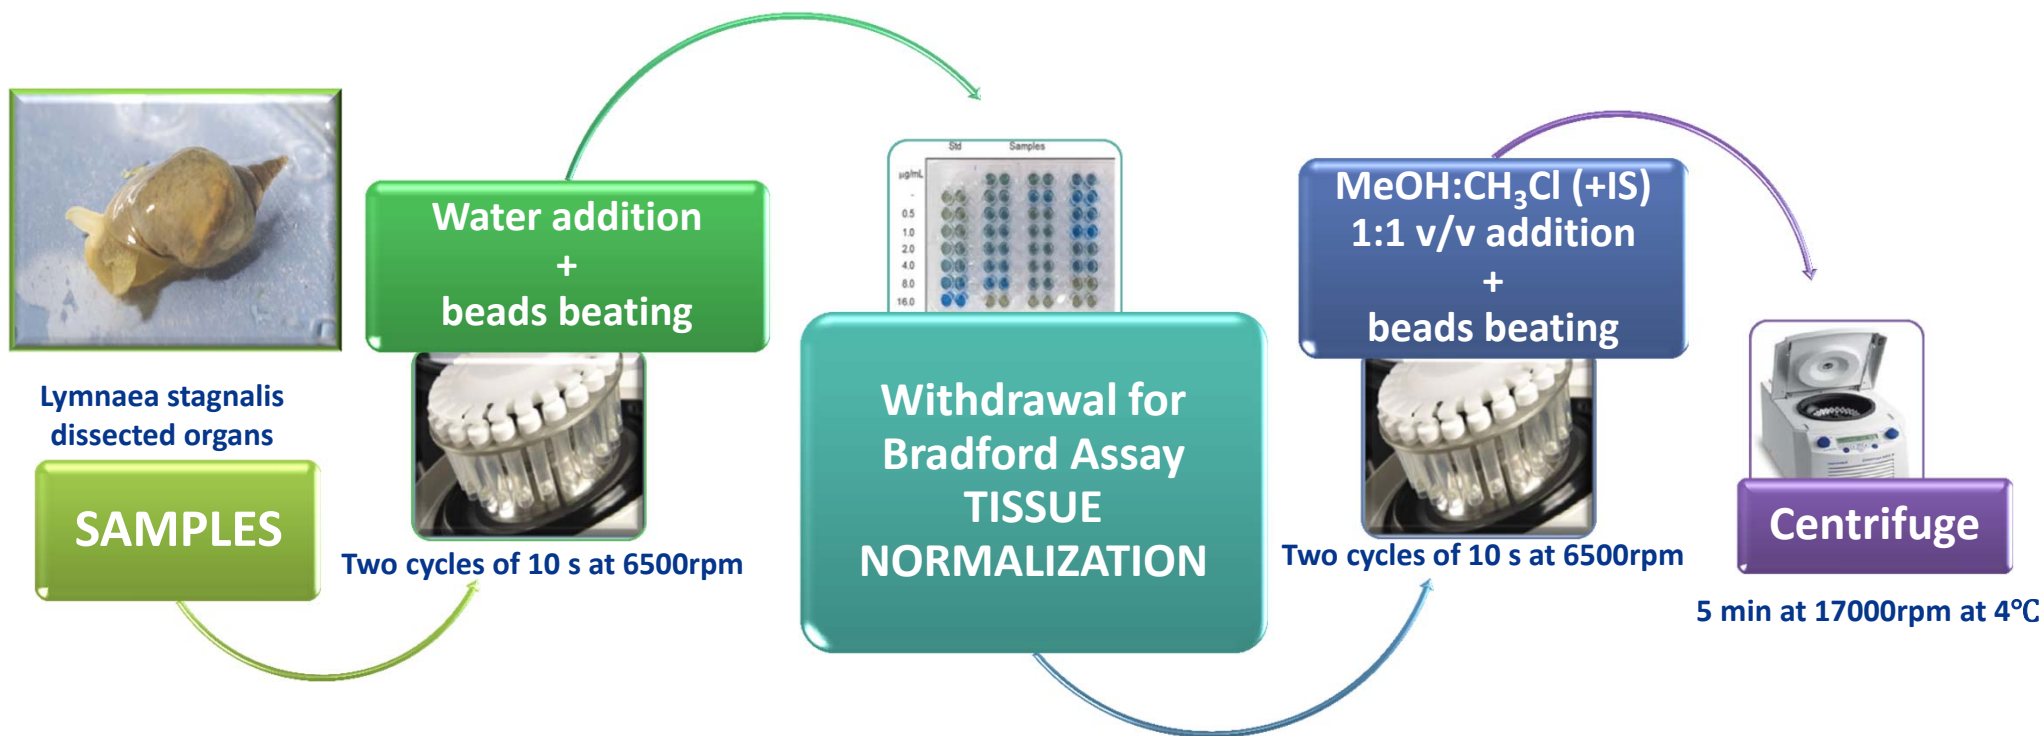 Lymnaea stagnalis
dissected organs
SAMPLES
Water addition
+
beads beating
Two cycles of 10 s at 6500rpm
Std Samples
µg/mL
-
0.5
1.0
2.0
4.0
8.0
16.0
Withdrawal for
Bradford Assay
TISSUE
NORMALIZATION
MeOH:CH₃Cl (+IS)
1:1 v/v addition
+
beads beating
Two cycles of 10 s at 6500rpm
Centrifuge
5 min at 17000rpm at 4°C